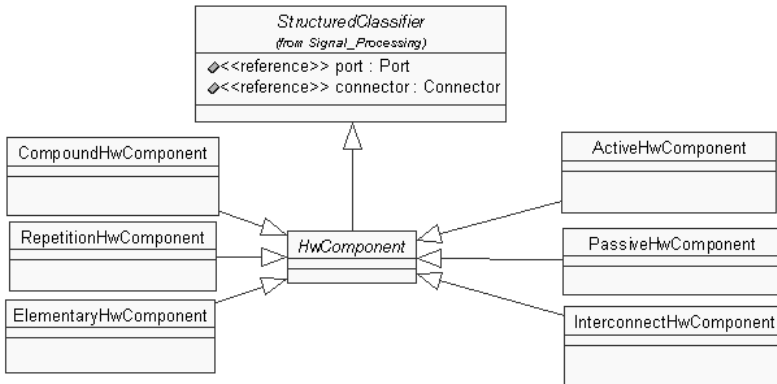 StructuredClassifier
(from Signal_Processing)
<<reference>> port : Port
<<reference>> connector : Connector
CompoundHwComponent
ActiveHwComponent
RepetitionHwComponent
HwComponent
PassiveHwComponent
ElementaryHwComponent
InterconnectHwComponent